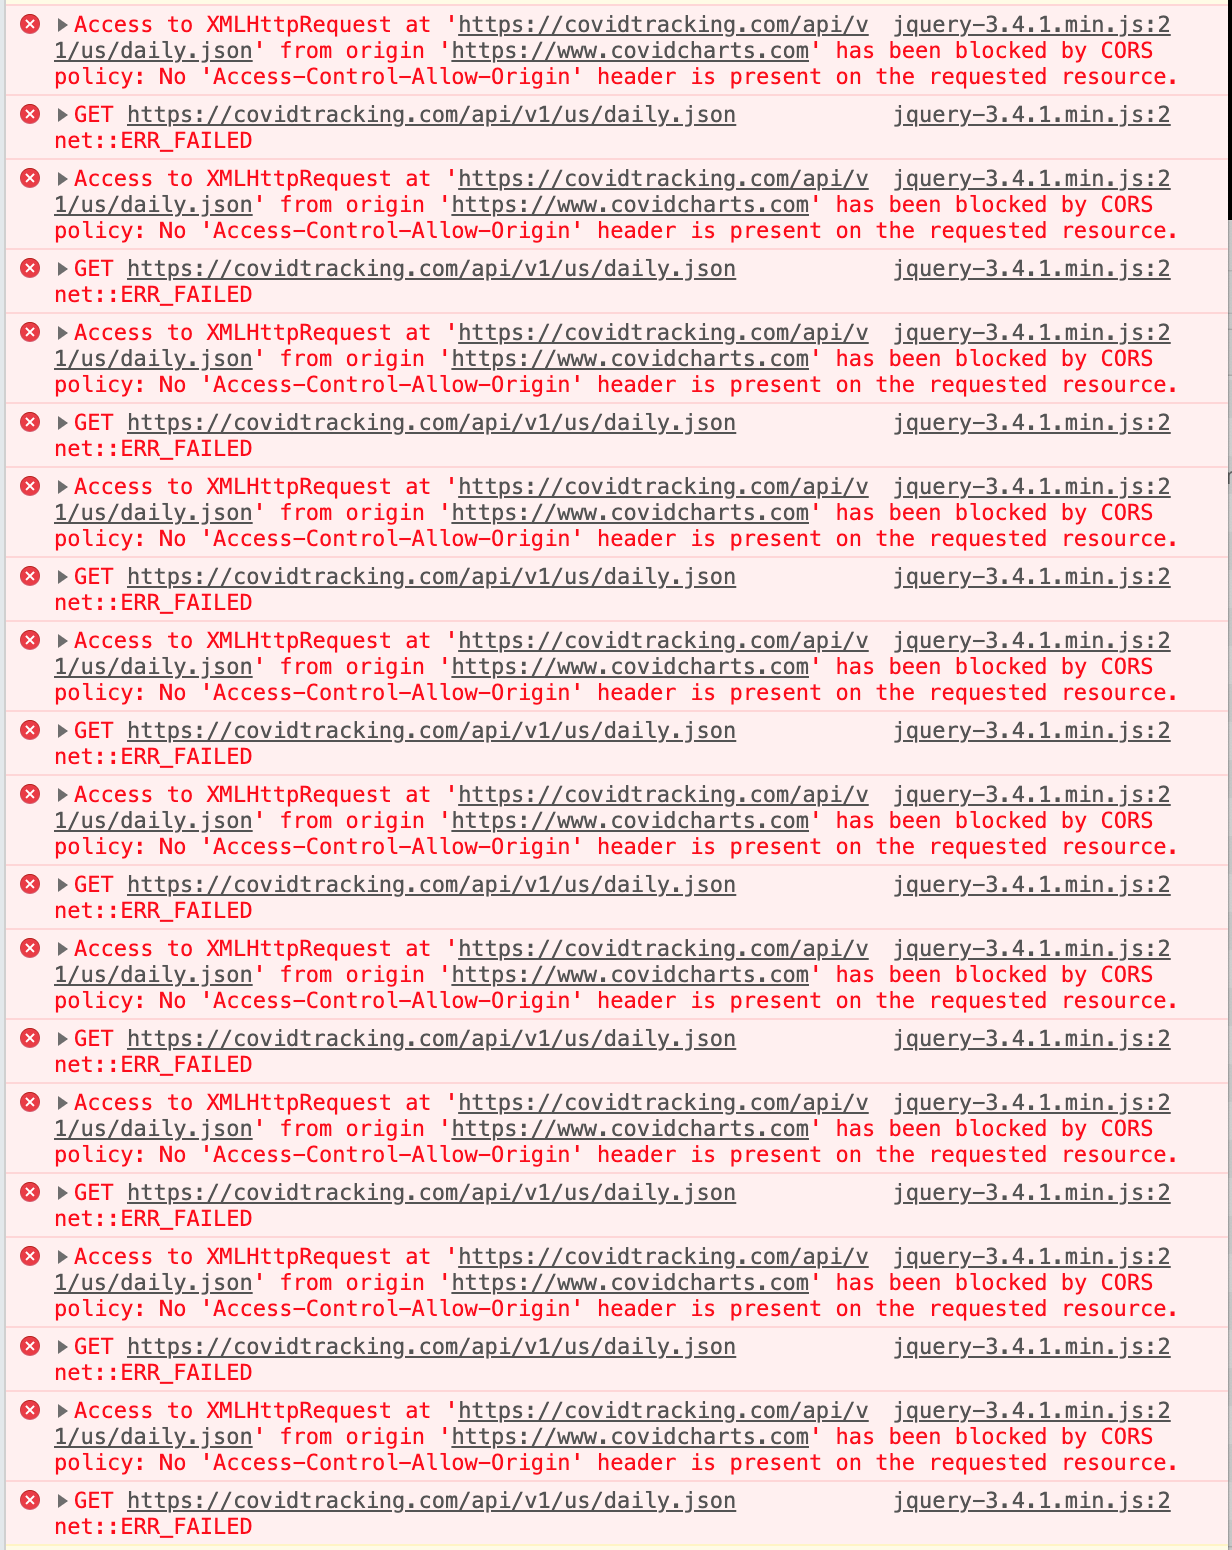 Access to XMLHttpRequest at 'https://covidtracking.com/api/v jquery-3.4.1.min.js:2
1/us/daily.json' from origin 'https://www.covidcharts.com' has been blocked by CORS
policy: No 'Access-Control-Allow-Origin' header is present on the requested resource.
GET https://covidtracking.com/api/v1/us/daily.json jquery-3.4.1.min.js:2
net::ERR_FAILED
Access to XMLHttpRequest at 'https://covidtracking.com/api/v jquery-3.4.1.min.js:2
1/us/daily.json' from origin 'https://www.covidcharts.com' has been blocked by CORS
policy: No 'Access-Control-Allow-Origin' header is present on the requested resource.
GET https://covidtracking.com/api/v1/us/daily.json jquery-3.4.1.min.js:2
net::ERR_FAILED
Access to XMLHttpRequest at 'https://covidtracking.com/api/v jquery-3.4.1.min.js:2
1/us/daily.json' from origin 'https://www.covidcharts.com' has been blocked by CORS
policy: No 'Access-Control-Allow-Origin' header is present on the requested resource.
GET https://covidtracking.com/api/v1/us/daily.json jquery-3.4.1.min.js:2
net::ERR_FAILED
Access to XMLHttpRequest at 'https://covidtracking.com/api/v jquery-3.4.1.min.js:2
1/us/daily.json' from origin 'https://www.covidcharts.com' has been blocked by CORS
policy: No 'Access-Control-Allow-Origin' header is present on the requested resource.
GET https://covidtracking.com/api/v1/us/daily.json jquery-3.4.1.min.js:2
net::ERR_FAILED
Access to XMLHttpRequest at 'https://covidtracking.com/api/v jquery-3.4.1.min.js:2
1/us/daily.json' from origin 'https://www.covidcharts.com' has been blocked by CORS
policy: No 'Access-Control-Allow-Origin' header is present on the requested resource.
GET https://covidtracking.com/api/v1/us/daily.json jquery-3.4.1.min.js:2
net::ERR_FAILED
Access to XMLHttpRequest at 'https://covidtracking.com/api/v jquery-3.4.1.min.js:2
1/us/daily.json' from origin 'https://www.covidcharts.com' has been blocked by CORS
policy: No 'Access-Control-Allow-Origin' header is present on the requested resource.
GET https://covidtracking.com/api/v1/us/daily.json jquery-3.4.1.min.js:2
net::ERR_FAILED
Access to XMLHttpRequest at 'https://covidtracking.com/api/v jquery-3.4.1.min.js:2
1/us/daily.json' from origin 'https://www.covidcharts.com' has been blocked by CORS
policy: No 'Access-Control-Allow-Origin' header is present on the requested resource.
GET https://covidtracking.com/api/v1/us/daily.json jquery-3.4.1.min.js:2
net::ERR_FAILED
Access to XMLHttpRequest at 'https://covidtracking.com/api/v jquery-3.4.1.min.js:2
1/us/daily.json' from origin 'https://www.covidcharts.com' has been blocked by CORS
policy: No 'Access-Control-Allow-Origin' header is present on the requested resource.
GET https://covidtracking.com/api/v1/us/daily.json jquery-3.4.1.min.js:2
net::ERR_FAILED
Access to XMLHttpRequest at 'https://covidtracking.com/api/v jquery-3.4.1.min.js:2
1/us/daily.json' from origin 'https://www.covidcharts.com' has been blocked by CORS
policy: No 'Access-Control-Allow-Origin' header is present on the requested resource.
GET https://covidtracking.com/api/v1/us/daily.json jquery-3.4.1.min.js:2
net::ERR_FAILED
Access to XMLHttpRequest at 'https://covidtracking.com/api/v jquery-3.4.1.min.js:2
1/us/daily.json' from origin 'https://www.covidcharts.com' has been blocked by CORS
policy: No 'Access-Control-Allow-Origin' header is present on the requested resource.
GET https://covidtracking.com/api/v1/us/daily.json jquery-3.4.1.min.js:2
net::ERR_FAILED